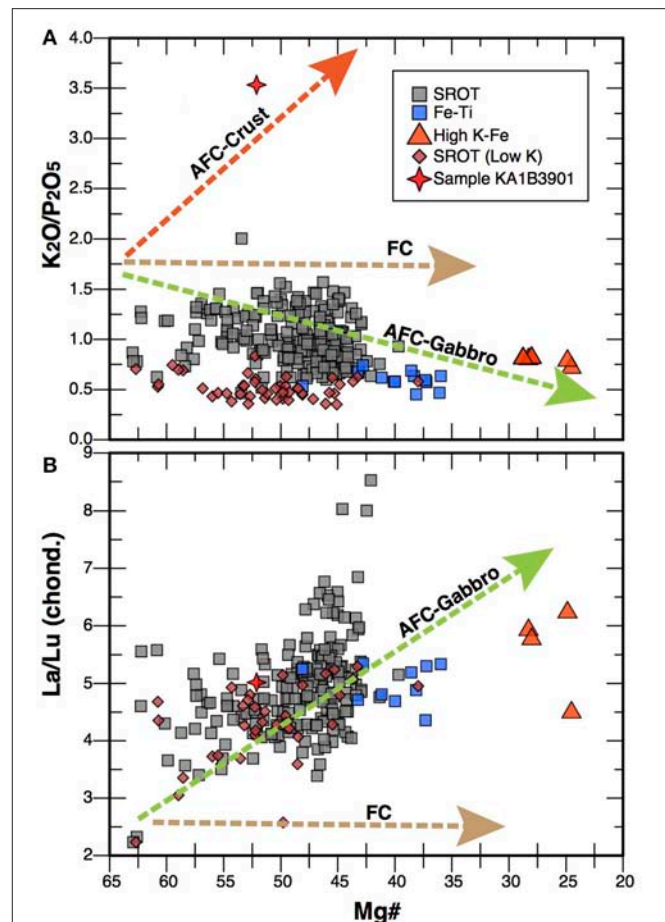 A
4.0
3.5
3.0
2.5
2.0
1.5
1.0
0.5
0.0
K2O/P2O5
AFC-Crust
FC
AFC-Gabbro
SROT
Fe-Ti
High K-Fe
SROT (Low K)
Sample KA1B3901
B
9
8
7
6
5
4
3
2
La/Lu (chond.)
AFC-Gabbro
FC
65 60 55 50 45 40 35 30 25 20
Mg#